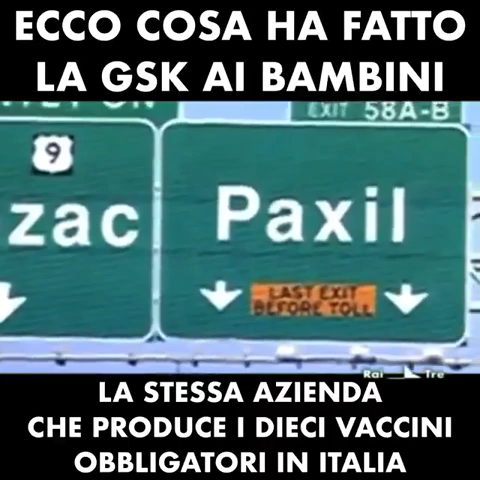 ECCO COSA HA FATTO
LA GSK AI BAMBINI
EXIT 58A-B
9
zac
Paxil
LAST EXIT
BEFORE TOLL
Rai Tre
LA STESSA AZIENDA
CHE PRODUCE I DIECI VACCINI
OBBLIGATORI IN ITALIA